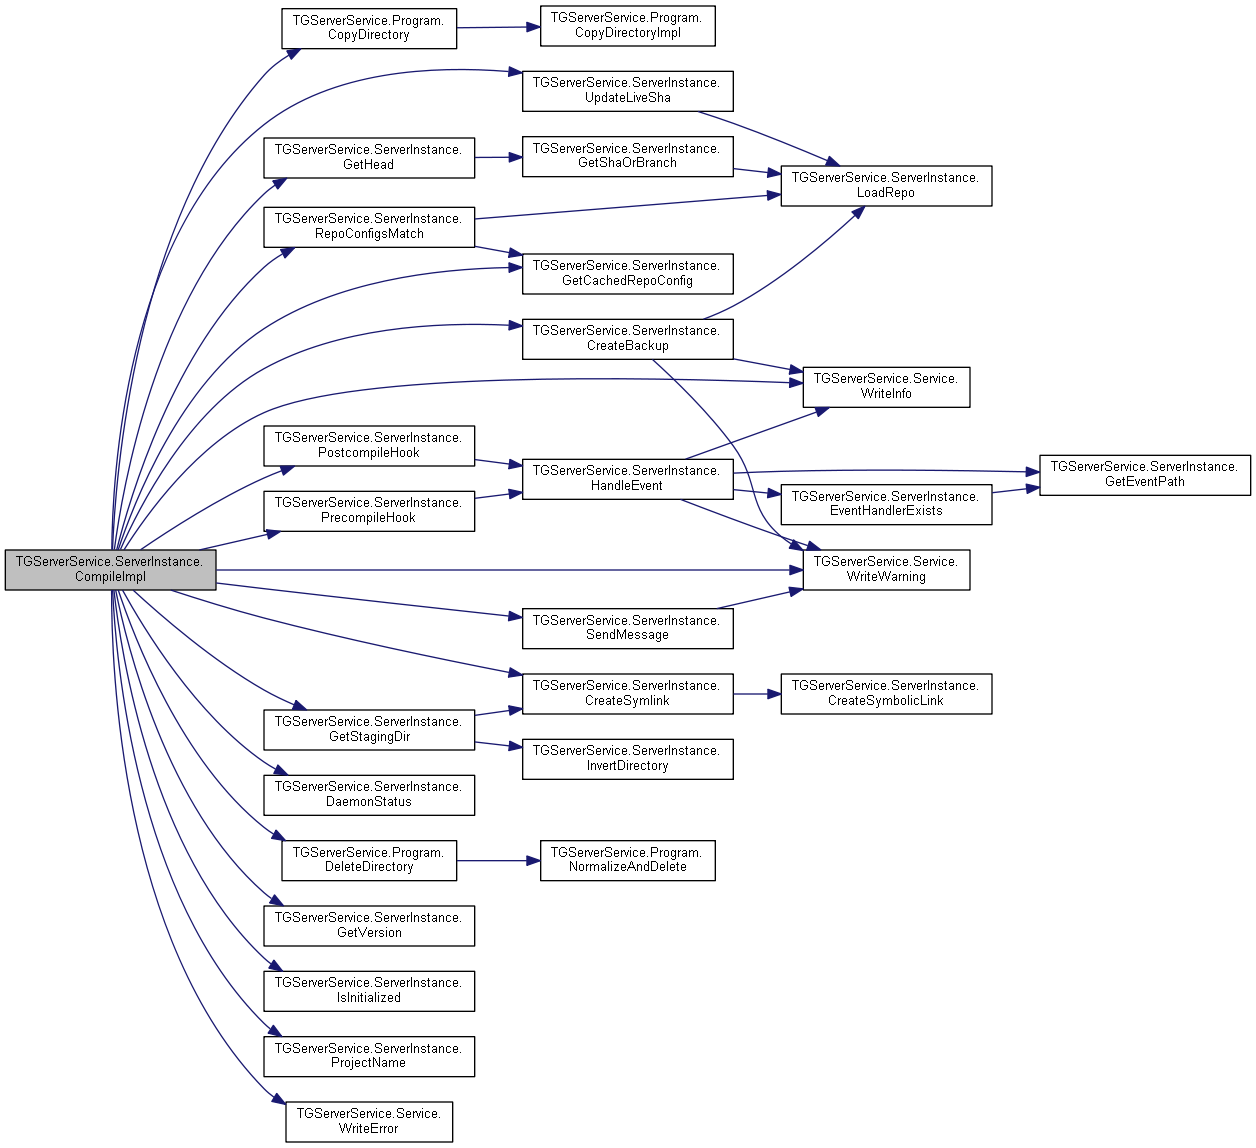 TGServerService.Program.
CopyDirectory
TGServerService.Program.
CopyDirectoryImpl
TGServerService.ServerInstance.
UpdateLiveSha
TGServerService.ServerInstance.
GetHead
TGServerService.ServerInstance.
GetShaOrBranch
TGServerService.ServerInstance.
LoadRepo
TGServerService.ServerInstance.
RepoConfigsMatch
TGServerService.ServerInstance.
GetCachedRepoConfig
TGServerService.ServerInstance.
CreateBackup
TGServerService.Service.
WriteInfo
TGServerService.ServerInstance.
PostcompileHook
TGServerService.ServerInstance.
HandleEvent
TGServerService.ServerInstance.
GetEventPath
TGServerService.ServerInstance.
PrecompileHook
TGServerService.ServerInstance.
EventHandlerExists
TGServerService.ServerInstance.
CompileImpl
TGServerService.Service.
WriteWarning
TGServerService.ServerInstance.
SendMessage
TGServerService.ServerInstance.
CreateSymlink
TGServerService.ServerInstance.
CreateSymbolicLink
TGServerService.ServerInstance.
GetStagingDir
TGServerService.ServerInstance.
InvertDirectory
TGServerService.ServerInstance.
DaemonStatus
TGServerService.Program.
DeleteDirectory
TGServerService.Program.
NormalizeAndDelete
TGServerService.ServerInstance.
GetVersion
TGServerService.ServerInstance.
IsInitialized
TGServerService.ServerInstance.
ProjectName
TGServerService.Service.
WriteError